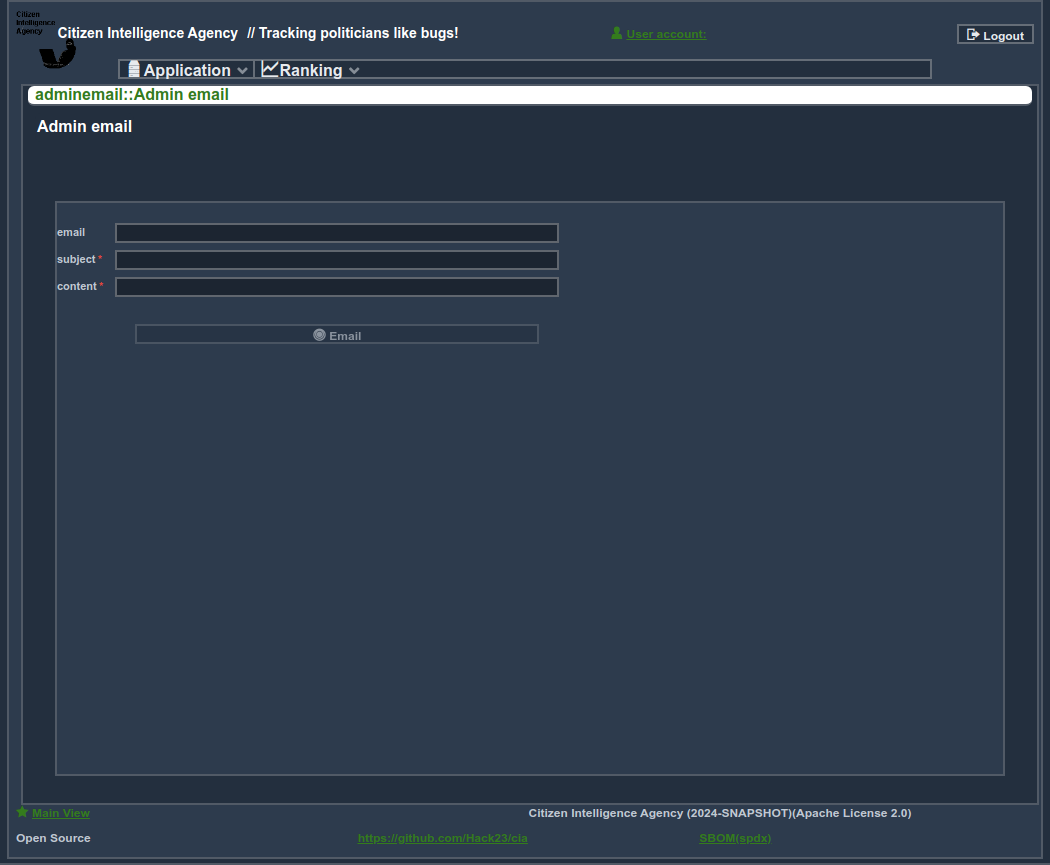 Citizen
Intelligence
Agency
Citizen Intelligence Agency // Tracking politicians like bugs!
User account:
Logout
Application
Ranking
adminemail::Admin email
Admin email
email
subject *
content *
Email
Main View
Citizen Intelligence Agency (2024-SNAPSHOT)(Apache License 2.0)
Open Source
https://github.com/Hack23/cia
SBOM(spdx)